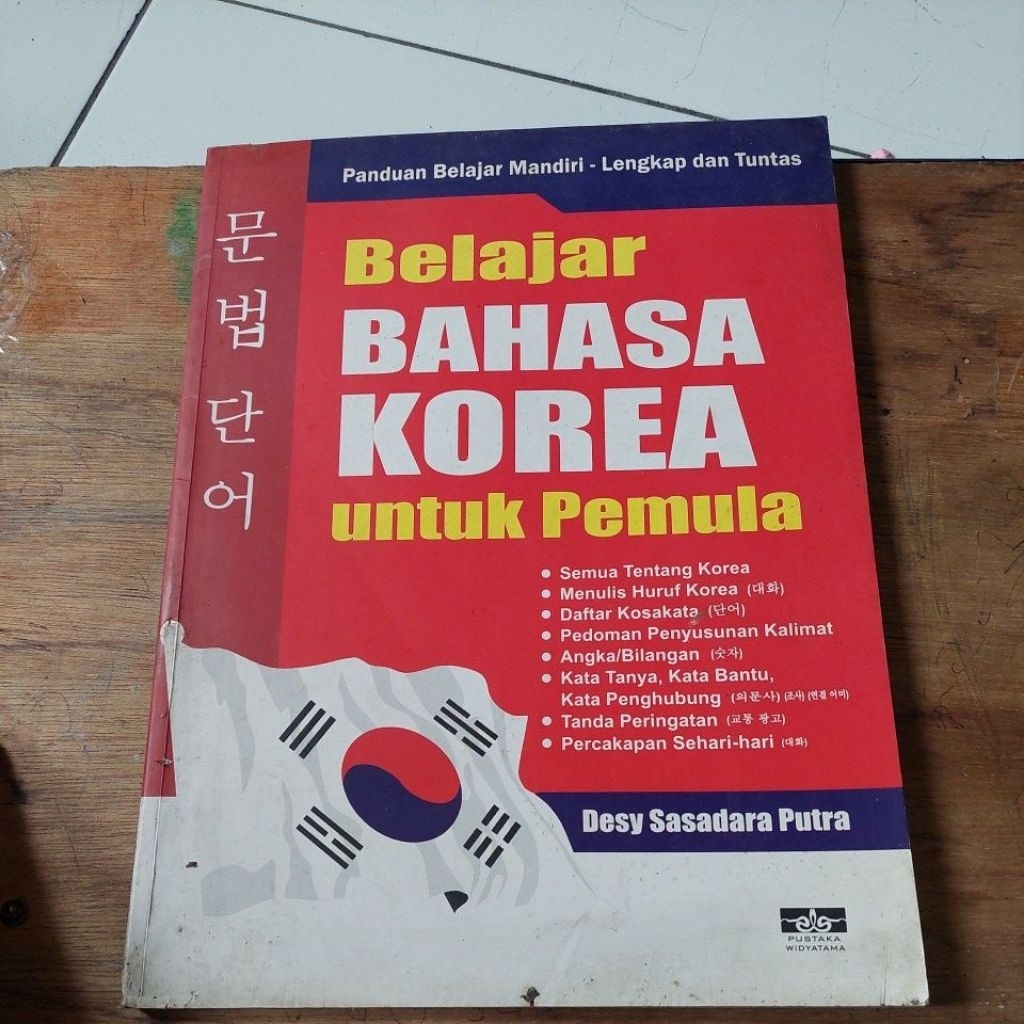 Panduan Belajar Mandiri - Lengkap dan Tuntas
문
법
단
어
Belajar
BAHASA
KOREA
untuk Pemula
• Semua Tentang Korea
• Menulis Huruf Korea (대화)
• Daftar Kosakata (단어)
• Pedoman Penyusunan Kalimat
• Angka/Bilangan (숫자)
• Kata Tanya, Kata Bantu,
Kata Penghubung (의문사) (조사) (연결 어미)
• Tanda Peringatan (교통 광고)
• Percakapan Sehari-hari (대화)
Desy Sasadara Putra
PUSTAKA
WIDYATAMA